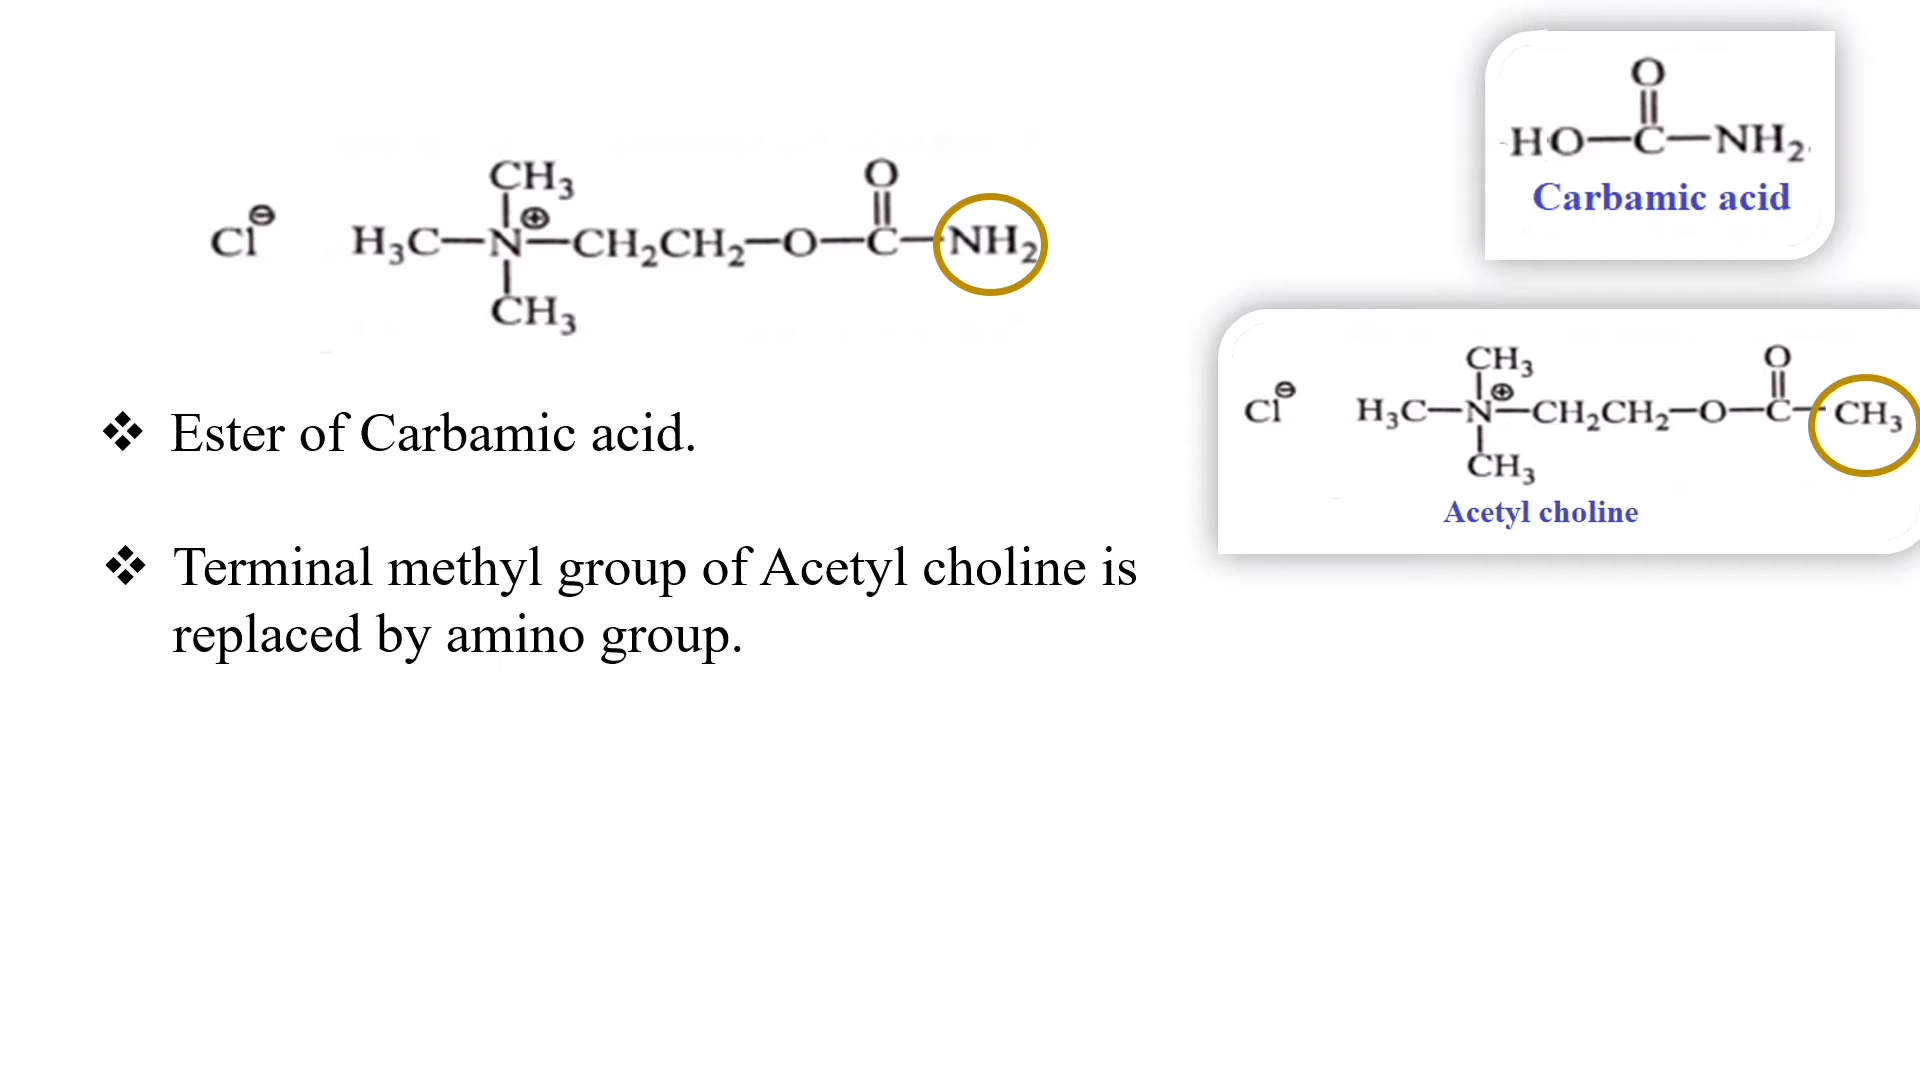 O
HO—C—NH₂
Carbamic acid
CH₃ O
Cl⊖ H₃C—N⊕—CH₂CH₂—O—C—NH₂
CH₃
CH₃ O
Cl⊖ H₃C—N⊕—CH₂CH₂—O—C—CH₃
CH₃
Acetyl choline
❖ Ester of Carbamic acid.
❖ Terminal methyl group of Acetyl choline is
replaced by amino group.